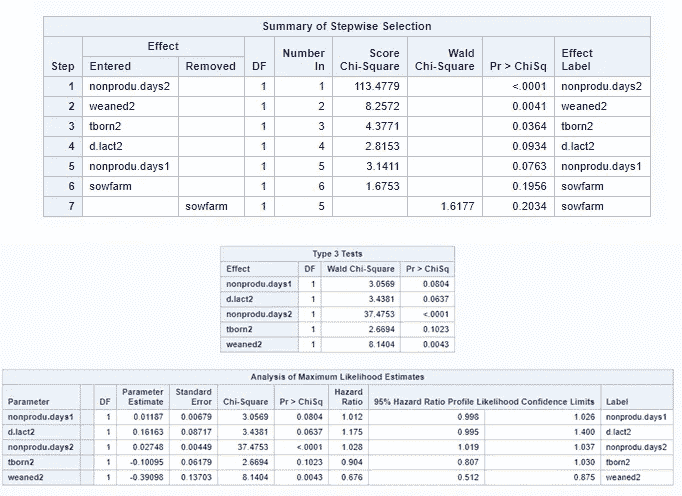 Summary of Stepwise Selection
Effect
Step Entered Removed DF Number In Score Chi-Square Wald Chi-Square Pr > ChiSq Effect Label
1 nonprodu.days2 1 1 113.4779 <.0001 nonprodu.days2
2 weaned2 1 2 8.2572 0.0041 weaned2
3 tborn2 1 3 4.3771 0.0364 tborn2
4 d.lact2 1 4 2.8153 0.0934 d.lact2
5 nonprodu.days1 1 5 3.1411 0.0763 nonprodu.days1
6 sowfarm 1 6 1.6753 0.1956 sowfarm
7 sowfarm 1 5 1.6177 0.2034 sowfarm
Type 3 Tests
Effect DF Wald Chi-Square Pr > ChiSq
nonprodu.days1 1 3.0569 0.0804
d.lact2 1 3.4381 0.0637
nonprodu.days2 1 37.4753 <.0001
tborn2 1 2.6694 0.1023
weaned2 1 8.1404 0.0043
Analysis of Maximum Likelihood Estimates
Parameter DF Parameter Estimate Standard Error Chi-Square Pr > ChiSq Hazard Ratio 95% Hazard Ratio Profile Likelihood Confidence Limits Label
nonprodu.days1 1 0.01187 0.00679 3.0569 0.0804 1.012 0.998 1.026 nonprodu.days1
d.lact2 1 0.16163 0.08717 3.4381 0.0637 1.175 0.995 1.400 d.lact2
nonprodu.days2 1 0.02748 0.00449 37.4753 <.0001 1.028 1.019 1.037 nonprodu.days2
tborn2 1 -0.10095 0.06179 2.6694 0.1023 0.904 0.807 1.030 tborn2
weaned2 1 -0.39098 0.13703 8.1404 0.0043 0.676 0.512 0.875 weaned2